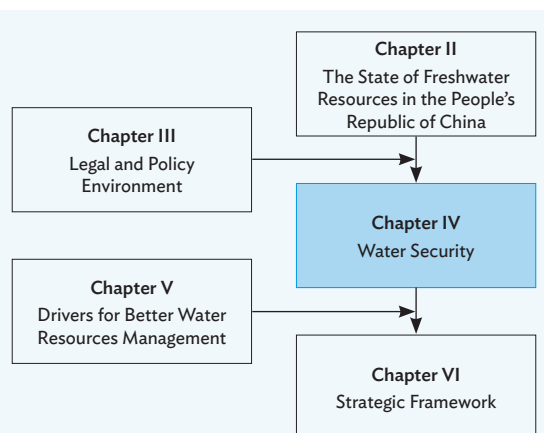 Chapter II
The State of Freshwater
Resources in the People's
Republic of China
Chapter III
Legal and Policy
Environment
Chapter IV
Water Security
Chapter V
Drivers for Better Water
Resources Management
Chapter VI
Strategic Framework